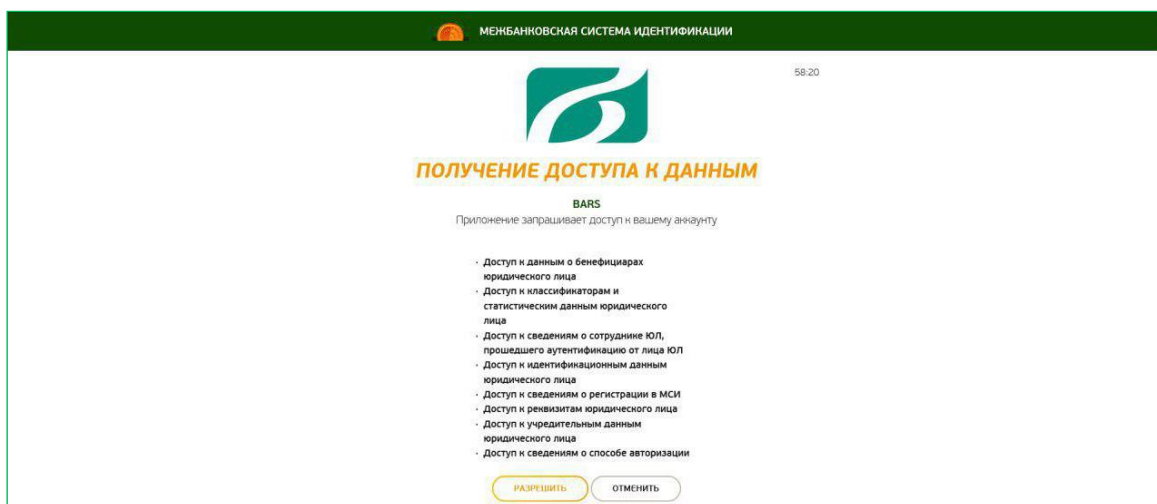 МЕЖБАНКОВСКАЯ СИСТЕМА ИДЕНТИФИКАЦИИ
58:20
ПОЛУЧЕНИЕ ДОСТУПА К ДАННЫМ
BARS
Приложение запрашивает доступ к вашему аккаунту
· Доступ к данным о бенефициарах
юридического лица
· Доступ к классификаторам и
статистическим данным юридического
лица
· Доступ к сведениям о сотруднике ЮЛ,
прошедшего аутентификацию от лица ЮЛ
· Доступ к идентификационным данным
юридического лица
· Доступ к сведениям о регистрации в МСИ
· Доступ к реквизитам юридического лица
· Доступ к учредительным данным
юридического лица
· Доступ к сведениям о способе авторизации
РАЗРЕШИТЬ ОТМЕНИТЬ